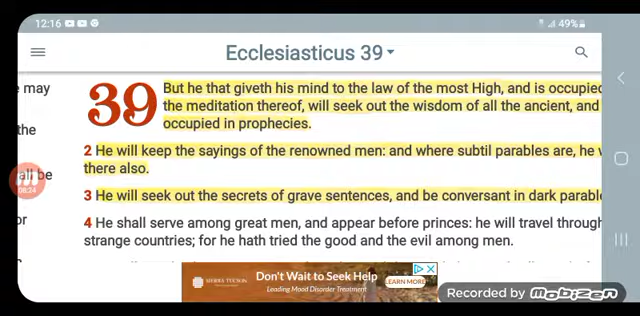 12:16
49%
Ecclesiasticus 39
e may
the
all be
or
39 But he that giveth his mind to the law of the most High, and is occupied
the meditation thereof, will seek out the wisdom of all the ancient, and
occupied in prophecies.
2 He will keep the sayings of the renowned men: and where subtil parables are, he w
there also.
3 He will seek out the secrets of grave sentences, and be conversant in dark parable
4 He shall serve among great men, and appear before princes: he will travel through
strange countries; for he hath tried the good and the evil among men.
08:24
SIERRA TUCSON
Don't Wait to Seek Help
Leading Mood Disorder Treatment
LEARN MORE
Recorded by Mobizen